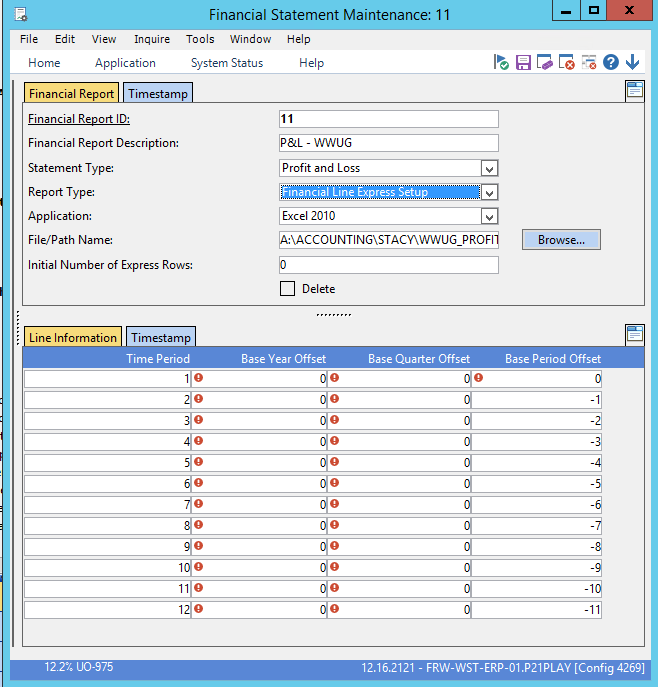 Financial Statement Maintenance: 11
File Edit View Inquire Tools Window Help
Home Application System Status Help
Financial Report Timestamp
Financial Report ID: 11
Financial Report Description: P&L - WWUG
Statement Type: Profit and Loss
Report Type: Financial Line Express Setup
Application: Excel 2010
File/Path Name: A:\ACCOUNTING\STACY\WWUG_PROFIT Browse...
Initial Number of Express Rows: 0
Delete
Line Information Timestamp
Time Period Base Year Offset Base Quarter Offset Base Period Offset
1 0 0 0
2 0 0 -1
3 0 0 -2
4 0 0 -3
5 0 0 -4
6 0 0 -5
7 0 0 -6
8 0 0 -7
9 0 0 -8
10 0 0 -9
11 0 0 -10
12 0 0 -11
12.2% UO-975 12.16.2121 - FRW-WST-ERP-01.P21PLAY [Config 4269]